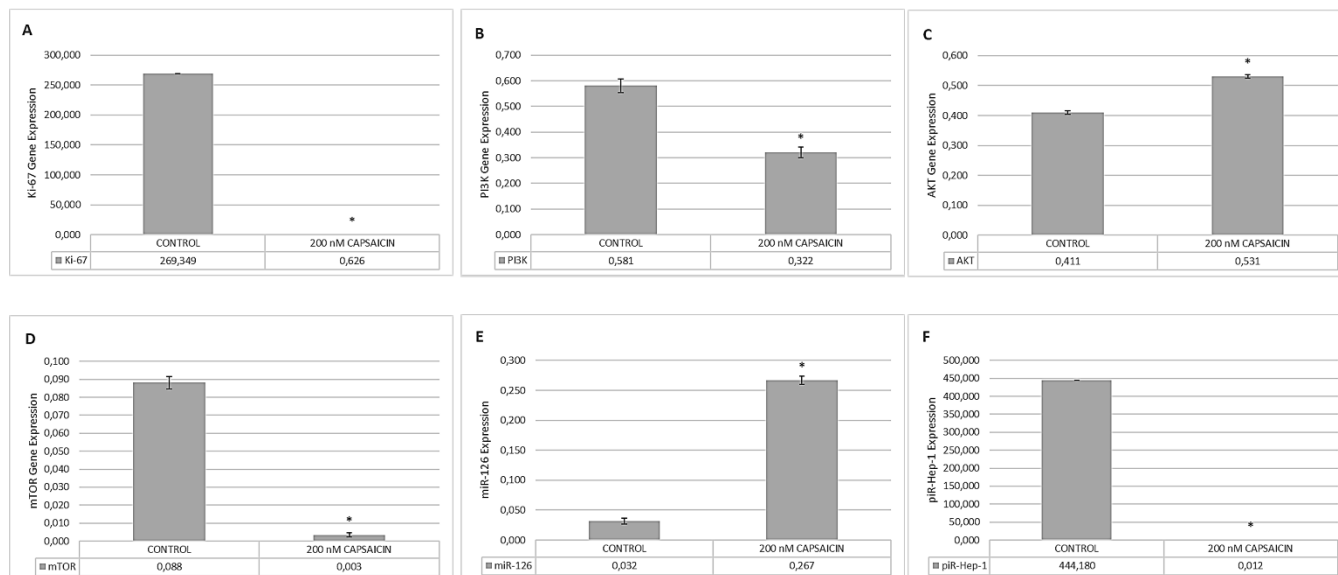 A
Ki-67 Gene Expression
300,000
250,000
200,000
150,000
100,000
50,000
0,000
*
CONTROL 200 nM CAPSAICIN
Ki-67 269,349 0,626
B
PI3K Gene Expression
0,700
0,600
0,500
0,400
0,300
0,200
0,100
0,000
*
CONTROL 200 nM CAPSAICIN
PI3K 0,581 0,322
C
AKT Gene Expression
0,600
0,500
0,400
0,300
0,200
0,100
0,000
*
CONTROL 200 nM CAPSAICIN
AKT 0,411 0,531
D
mTOR Gene Expression
0,100
0,090
0,080
0,070
0,060
0,050
0,040
0,030
0,020
0,010
0,000
*
CONTROL 200 nM CAPSAICIN
mTOR 0,088 0,003
E
miR-126 Expression
0,300
0,250
0,200
0,150
0,100
0,050
0,000
*
CONTROL 200 nM CAPSAICIN
miR-126 0,032 0,267
F
piR-Hep-1 Expression
500,000
450,000
400,000
350,000
300,000
250,000
200,000
150,000
100,000
50,000
0,000
*
CONTROL 200 nM CAPSAICIN
piR-Hep-1 444,180 0,012